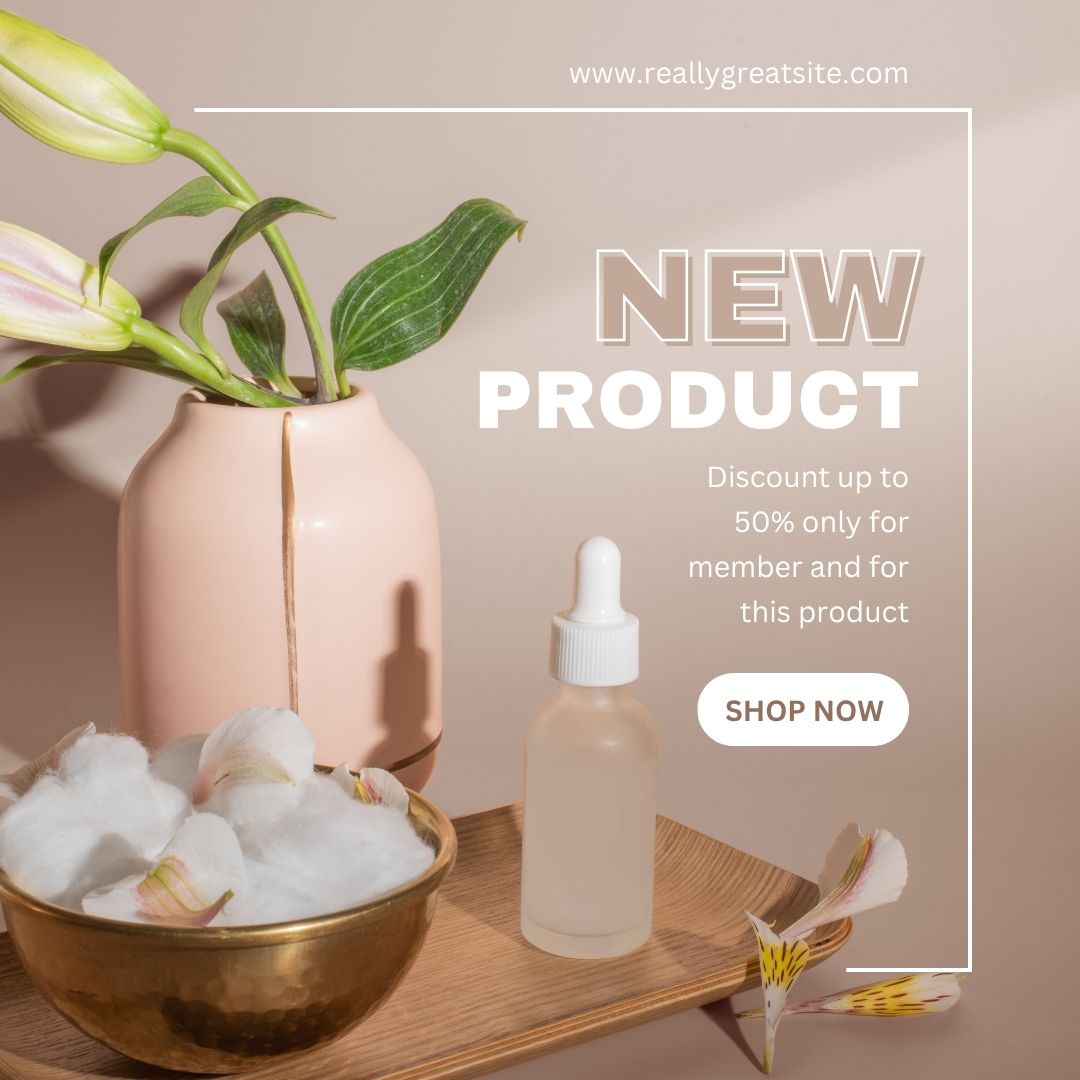 www.reallygreatsite.com
NEW
PRODUCT
Discount up to
50% only for
member and for
this product
SHOP NOW